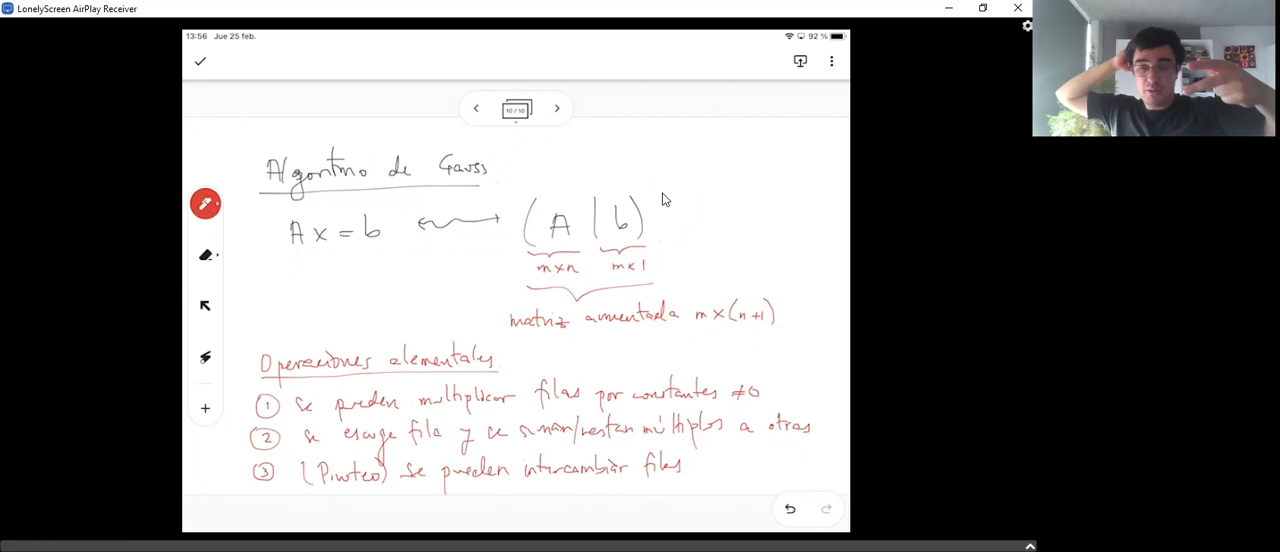 LonelyScreen AirPlay Receiver
13:56 Jue 25 feb.
92 %
10 / 10
Algoritmo de Gauss
Ax = b ⟷ ( A | b )
m×n m×1
matriz aumentada m×(n+1)
Operaciones elementales
① Se pueden multiplicar filas por constantes ≠0
② se escoge fila y se suman/restan múltiplos a otras
③ (Pivoteo) Se pueden intercambiar filas